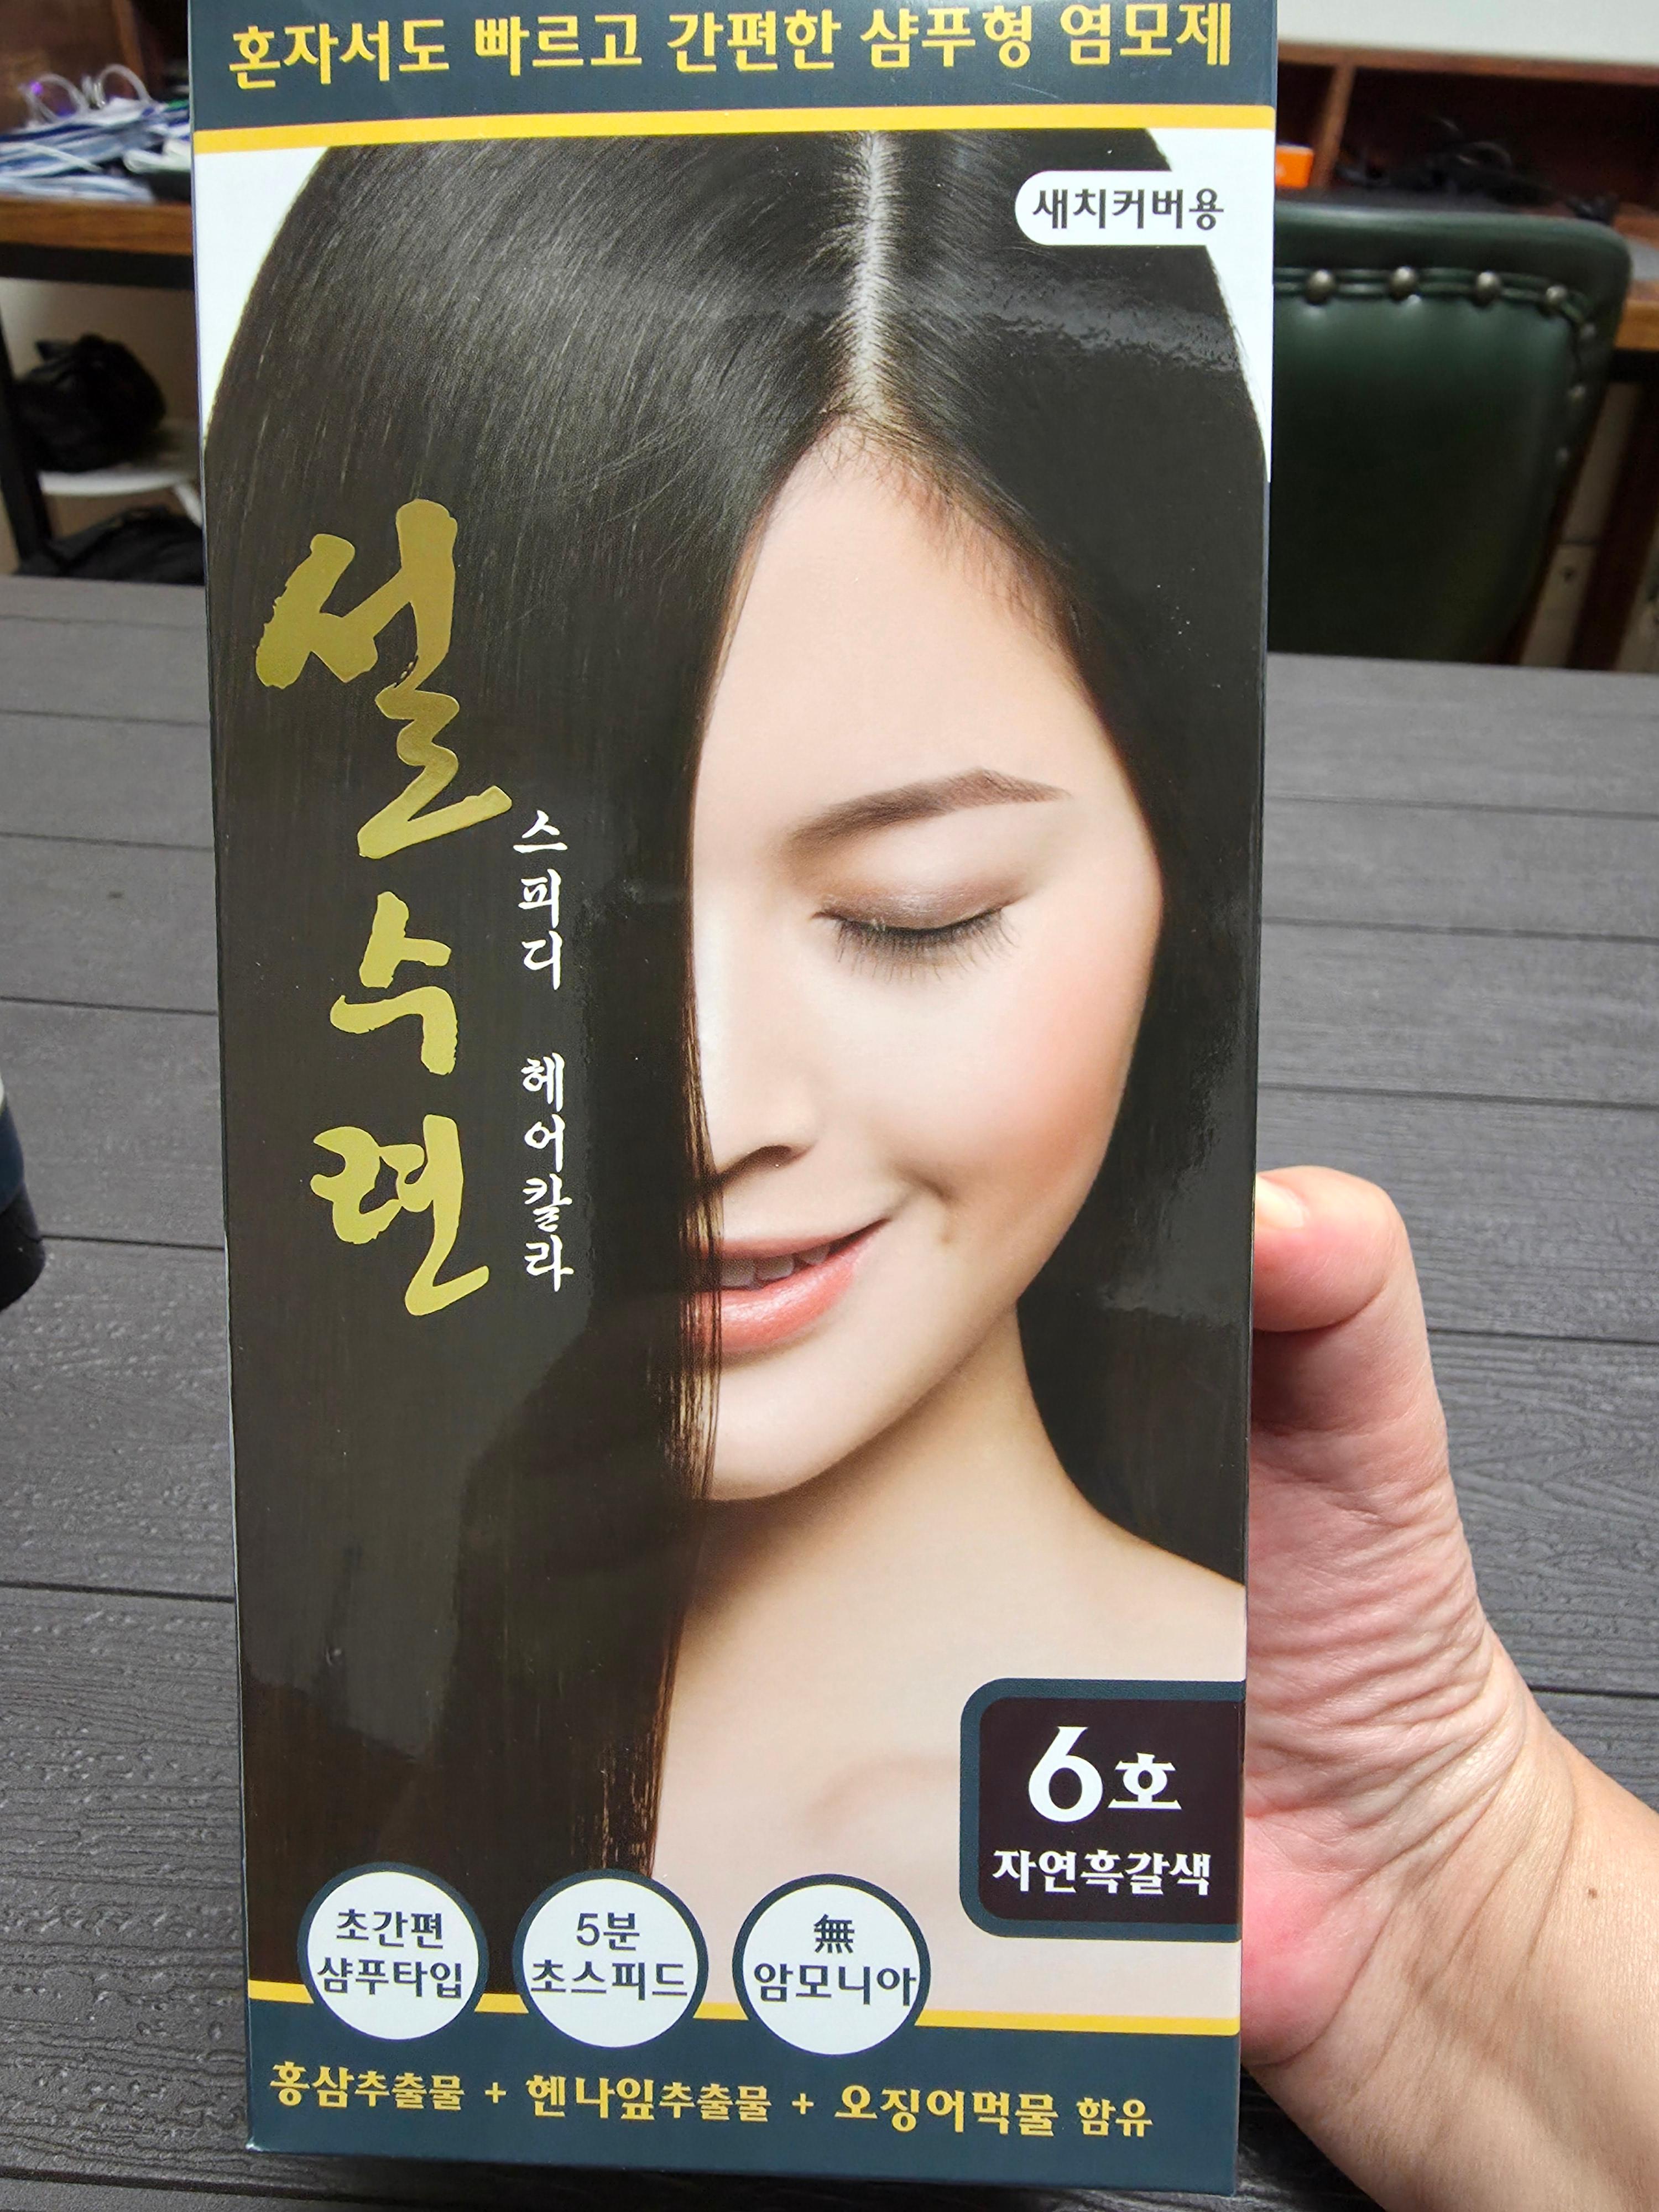 혼자서도 빠르고 간편한 샴푸형 염모제
새치커버용
설수련
스피디 헤어칼라
6호
자연흑갈색
초간편
샴푸타입
5분
초스피드
無
암모니아
홍삼추출물 + 헨나잎추출물 + 오징어먹물 함유